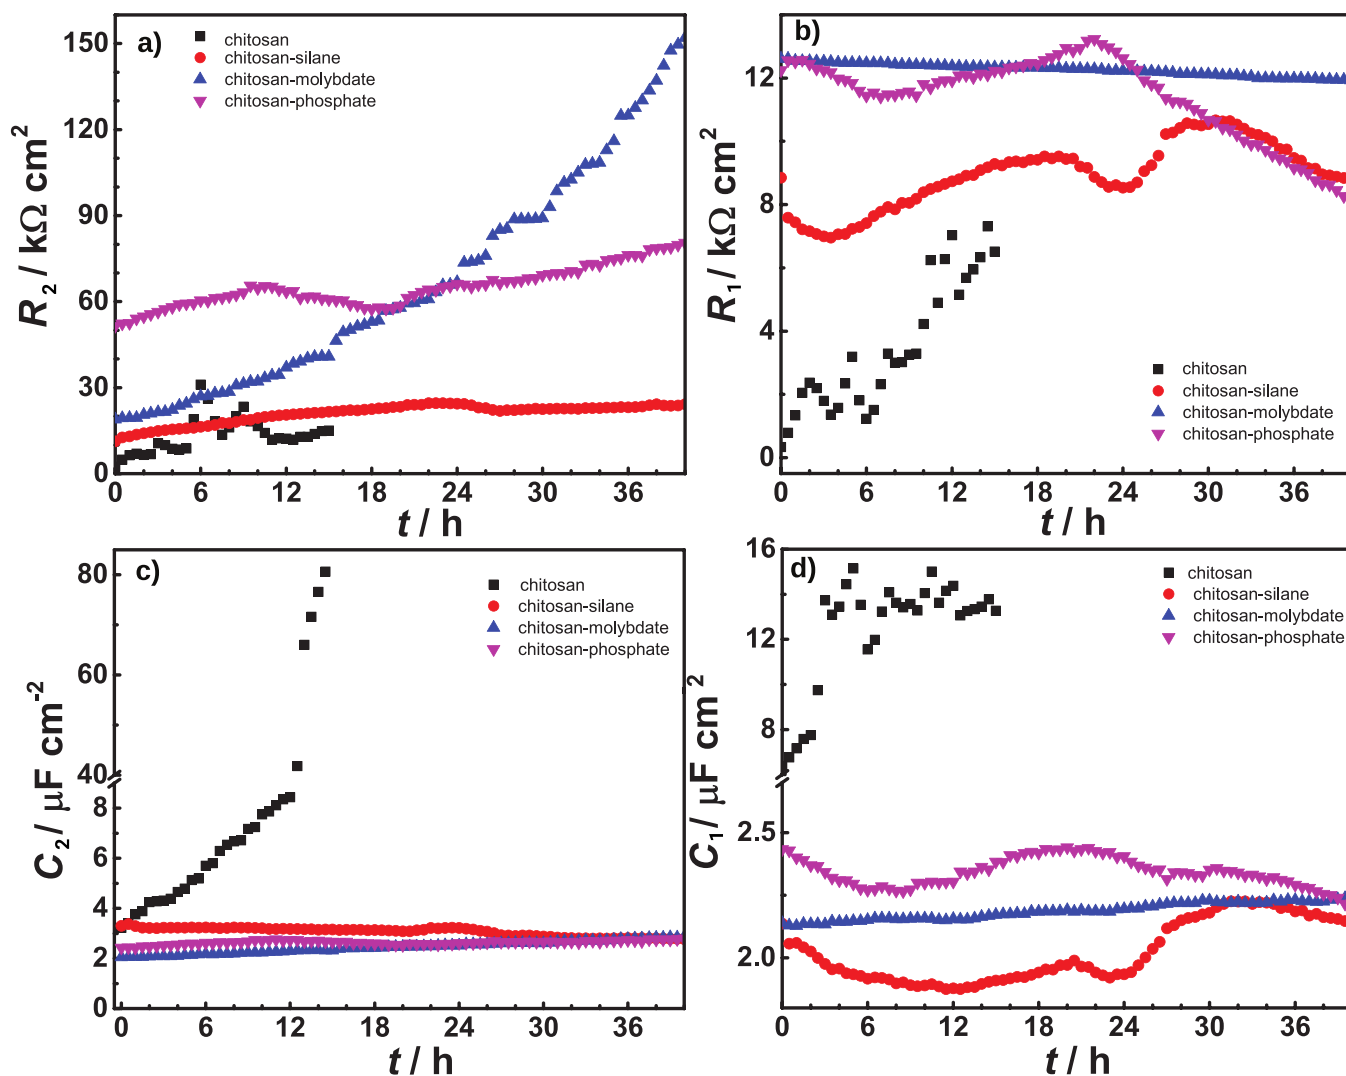 a)
chitosan
chitosan-silane
chitosan-molybdate
chitosan-phosphate
150
120
90
60
30
0
R2 / kΩ cm2
0 6 12 18 24 30 36
t / h
b)
12
8
4
0
R1 / kΩ cm2
chitosan
chitosan-silane
chitosan-molybdate
chitosan-phosphate
0 6 12 18 24 30 36
t / h
c)
chitosan
chitosan-silane
chitosan-molybdate
chitosan-phosphate
80
60
40
8
6
4
2
0
C2 / μF cm-2
0 6 12 18 24 30 36
t / h
d)
chitosan
chitosan-silane
chitosan-molybdate
chitosan-phosphate
16
14
12
10
8
2.5
2.0
C1/ μF cm2
0 6 12 18 24 30 36
t / h